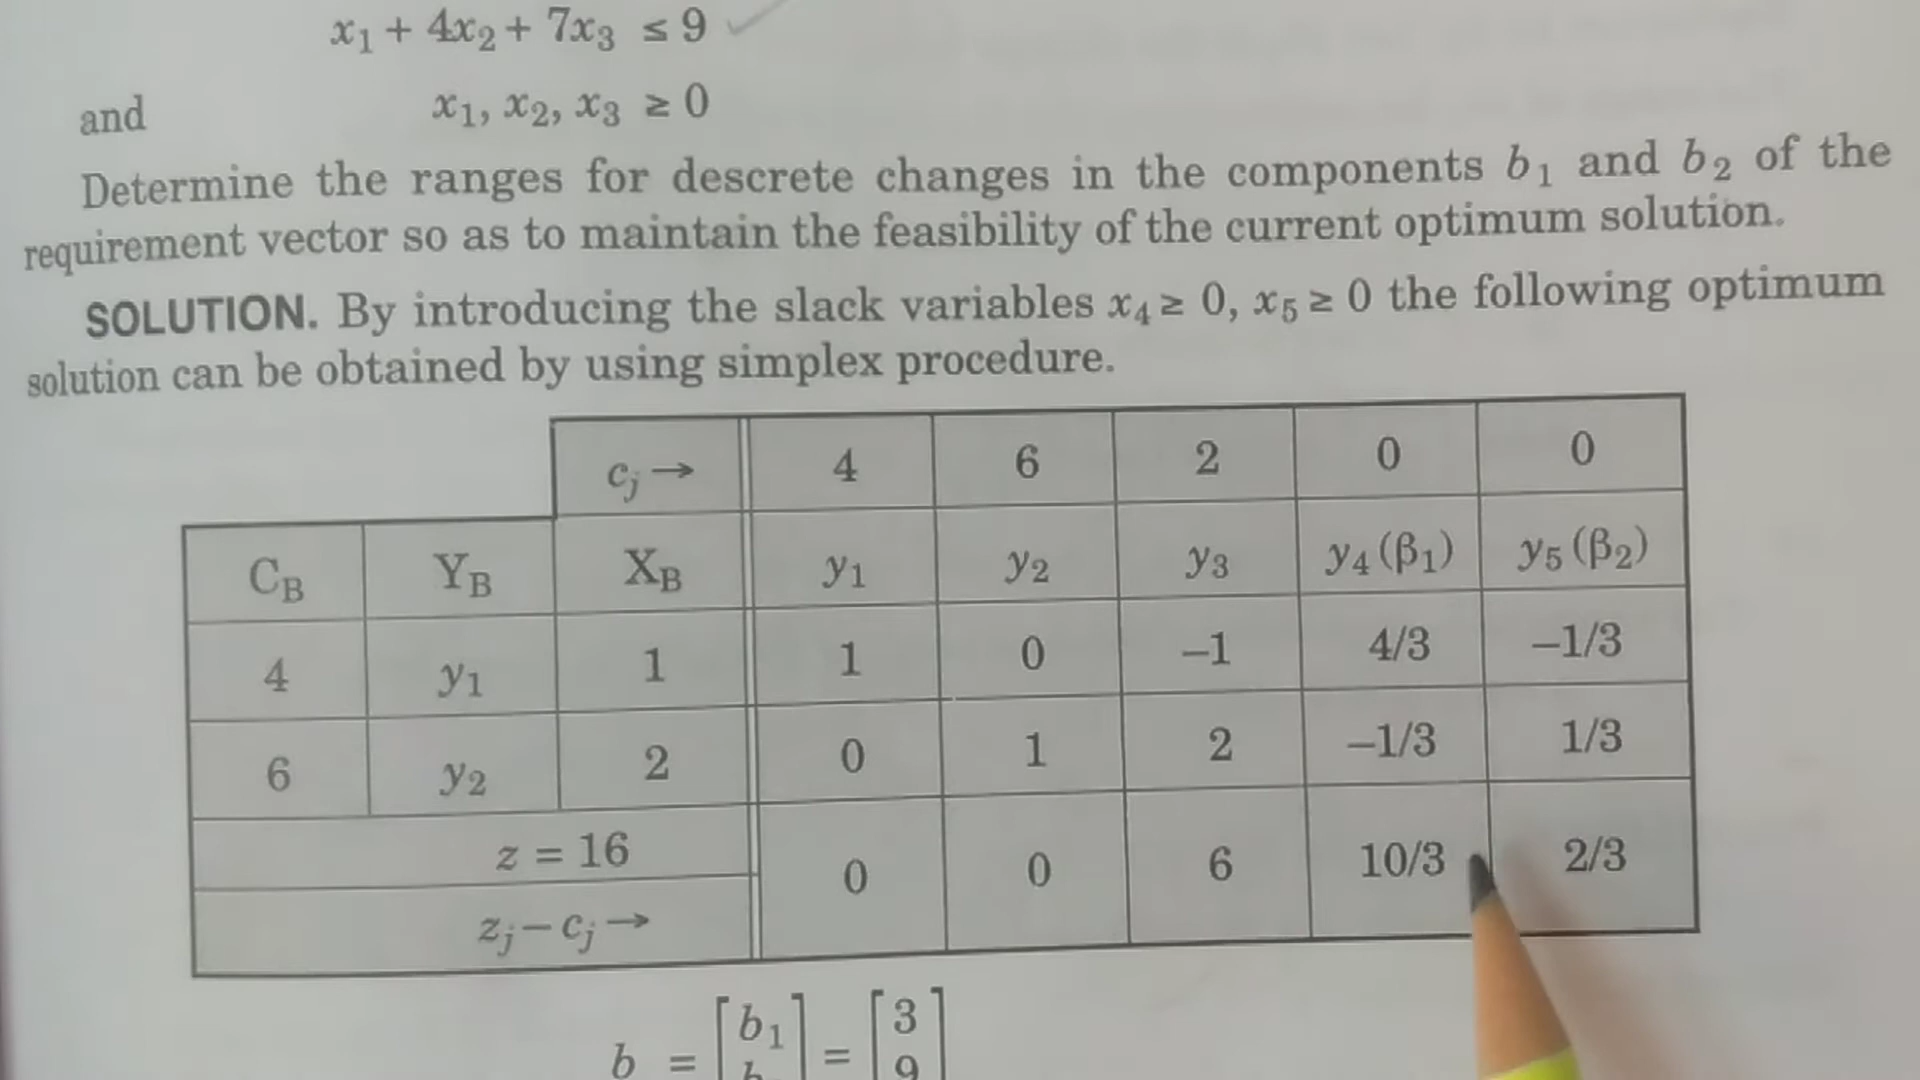 x₁ + 4x₂ + 7x₃ ≤ 9
and x₁, x₂, x₃ ≥ 0
Determine the ranges for descrete changes in the components b₁ and b₂ of the
requirement vector so as to maintain the feasibility of the current optimum solution.
SOLUTION. By introducing the slack variables x₄ ≥ 0, x₅ ≥ 0 the following optimum
solution can be obtained by using simplex procedure.
cⱼ → 4 6 2 0 0
C_B Y_B X_B y₁ y₂ y₃ y₄ (β₁) y₅ (β₂)
4 y₁ 1 1 0 –1 4/3 –1/3
6 y₂ 2 0 1 2 –1/3 1/3
z = 16
zⱼ – cⱼ → 0 0 6 10/3 2/3
b = [b₁ b] = [3 9]